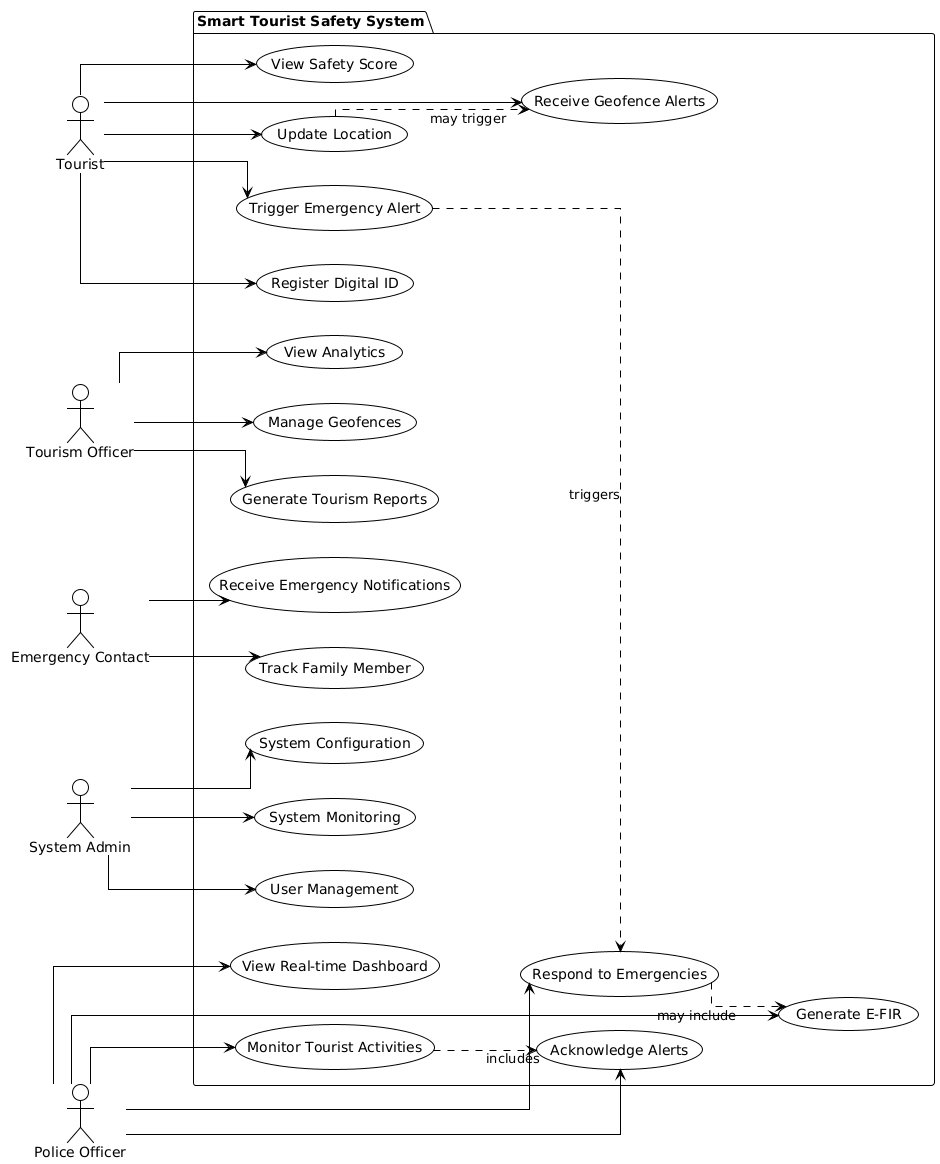 Smart Tourist Safety System
View Safety Score
Receive Geofence Alerts
may trigger
Update Location
Tourist
Trigger Emergency Alert
Register Digital ID
View Analytics
Manage Geofences
Tourism Officer
triggers
Generate Tourism Reports
Receive Emergency Notifications
Emergency Contact
Track Family Member
System Configuration
System Monitoring
System Admin
User Management
View Real-time Dashboard
Respond to Emergencies
may include
Generate E-FIR
Monitor Tourist Activities
includes
Acknowledge Alerts
Police Officer